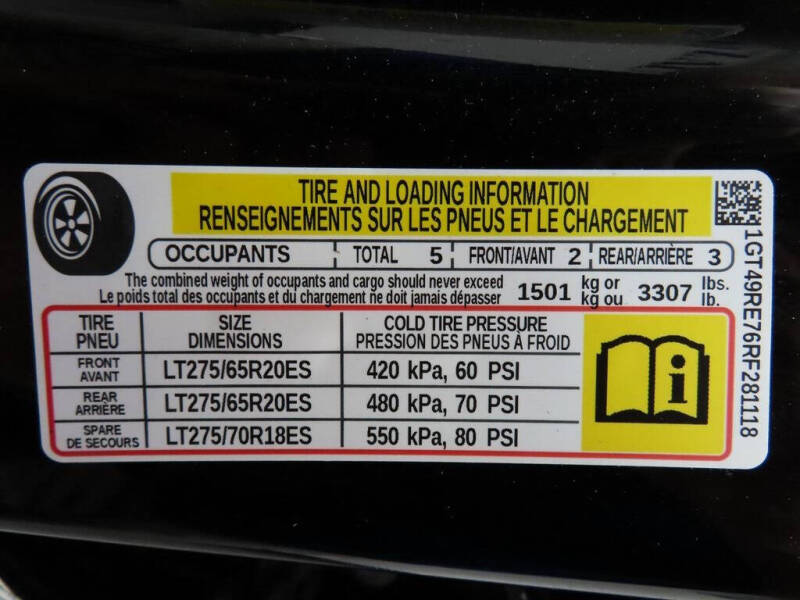 TIRE AND LOADING INFORMATION
RENSEIGNEMENTS SUR LES PNEUS ET LE CHARGEMENT
OCCUPANTS TOTAL 5 FRONT/AVANT 2 REAR/ARRIÈRE 3
The combined weight of occupants and cargo should never exceed 1501 kg or 3307 lbs.
Le poids total des occupants et du chargement ne doit jamais dépasser kg ou lb.
TIRE SIZE COLD TIRE PRESSURE
PNEU DIMENSIONS PRESSION DES PNEUS À FROID
FRONT
AVANT LT275/65R20ES 420 kPa, 60 PSI
REAR
ARRIÈRE LT275/65R20ES 480 kPa, 70 PSI
SPARE
DE SECOURS LT275/70R18ES 550 kPa, 80 PSI
i
1GT49RE76RF281118